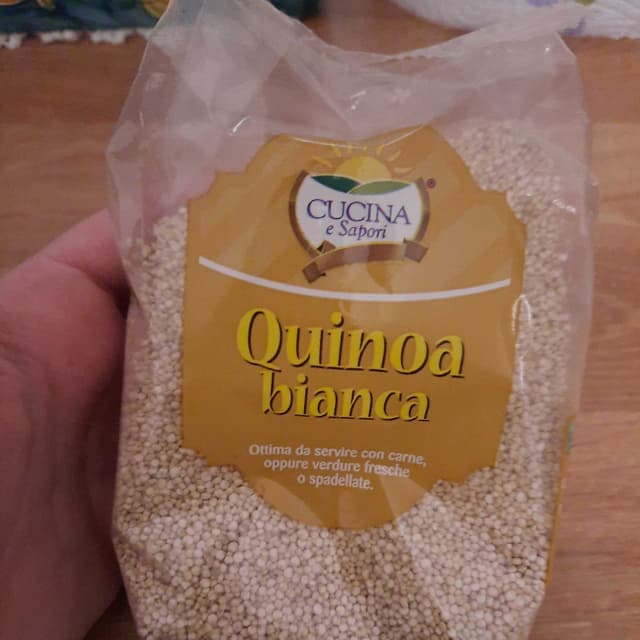 CUCINA
e Sapori
®
Quinoa
bianca
Ottima da servire con carne,
oppure verdure fresche
o spadellate.